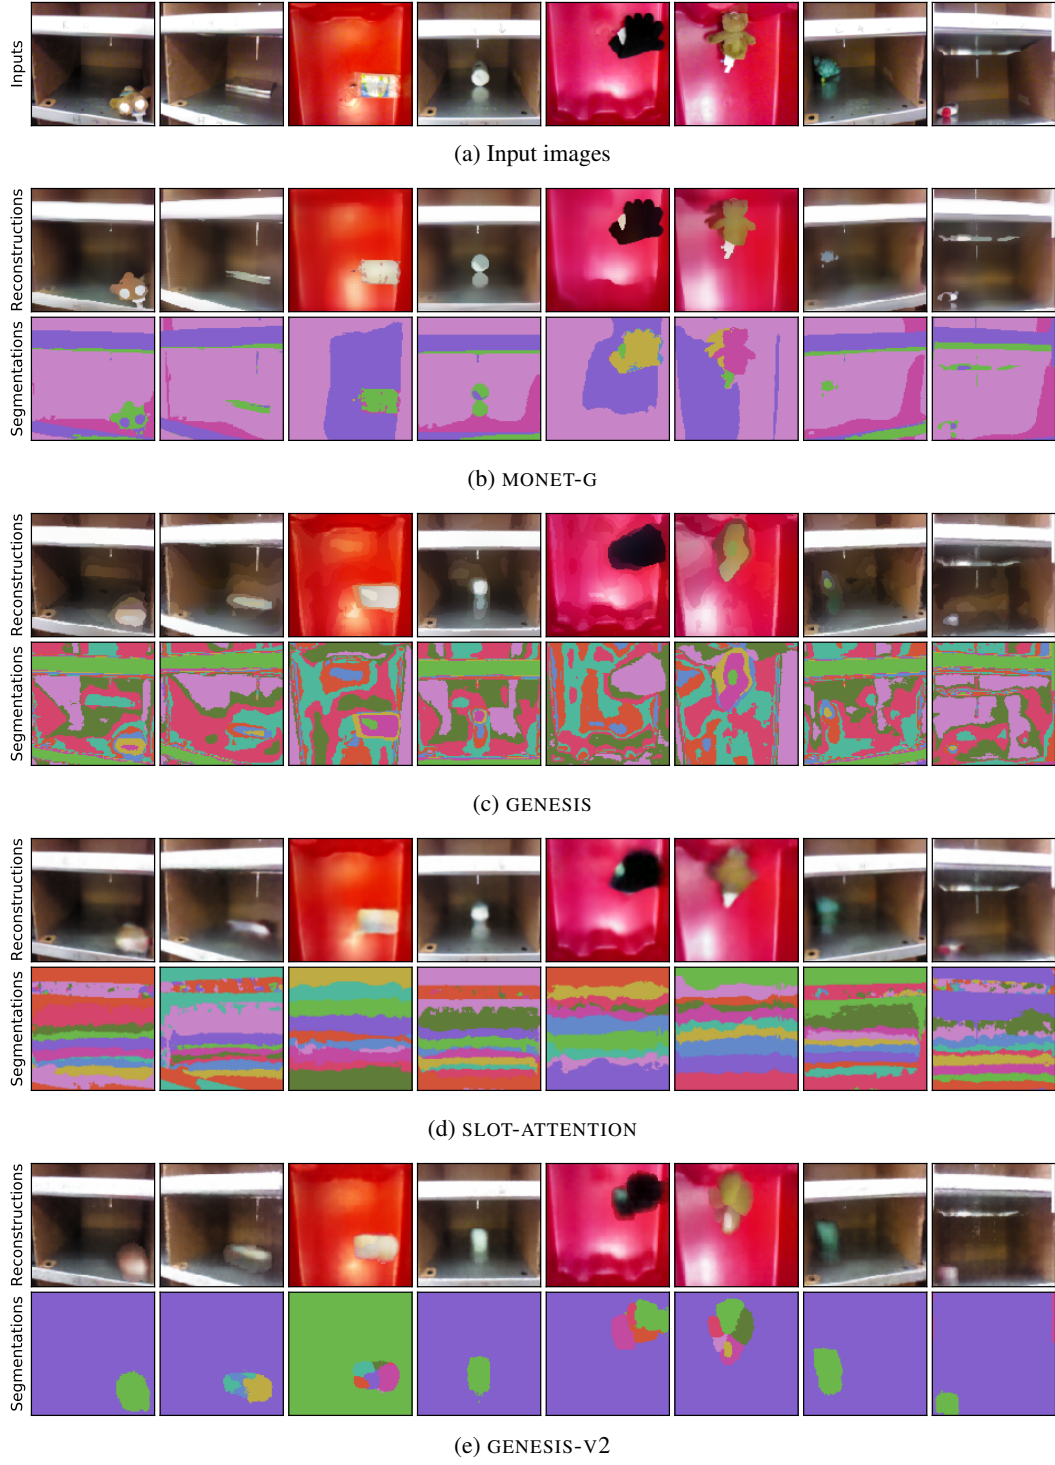 Inputs
(a) Input images
Reconstructions
Segmentations
(b) MONET-G
Reconstructions
Segmentations
(c) GENESIS
Reconstructions
Segmentations
(d) SLOT-ATTENTION
Reconstructions
Segmentations
(e) GENESIS-V2